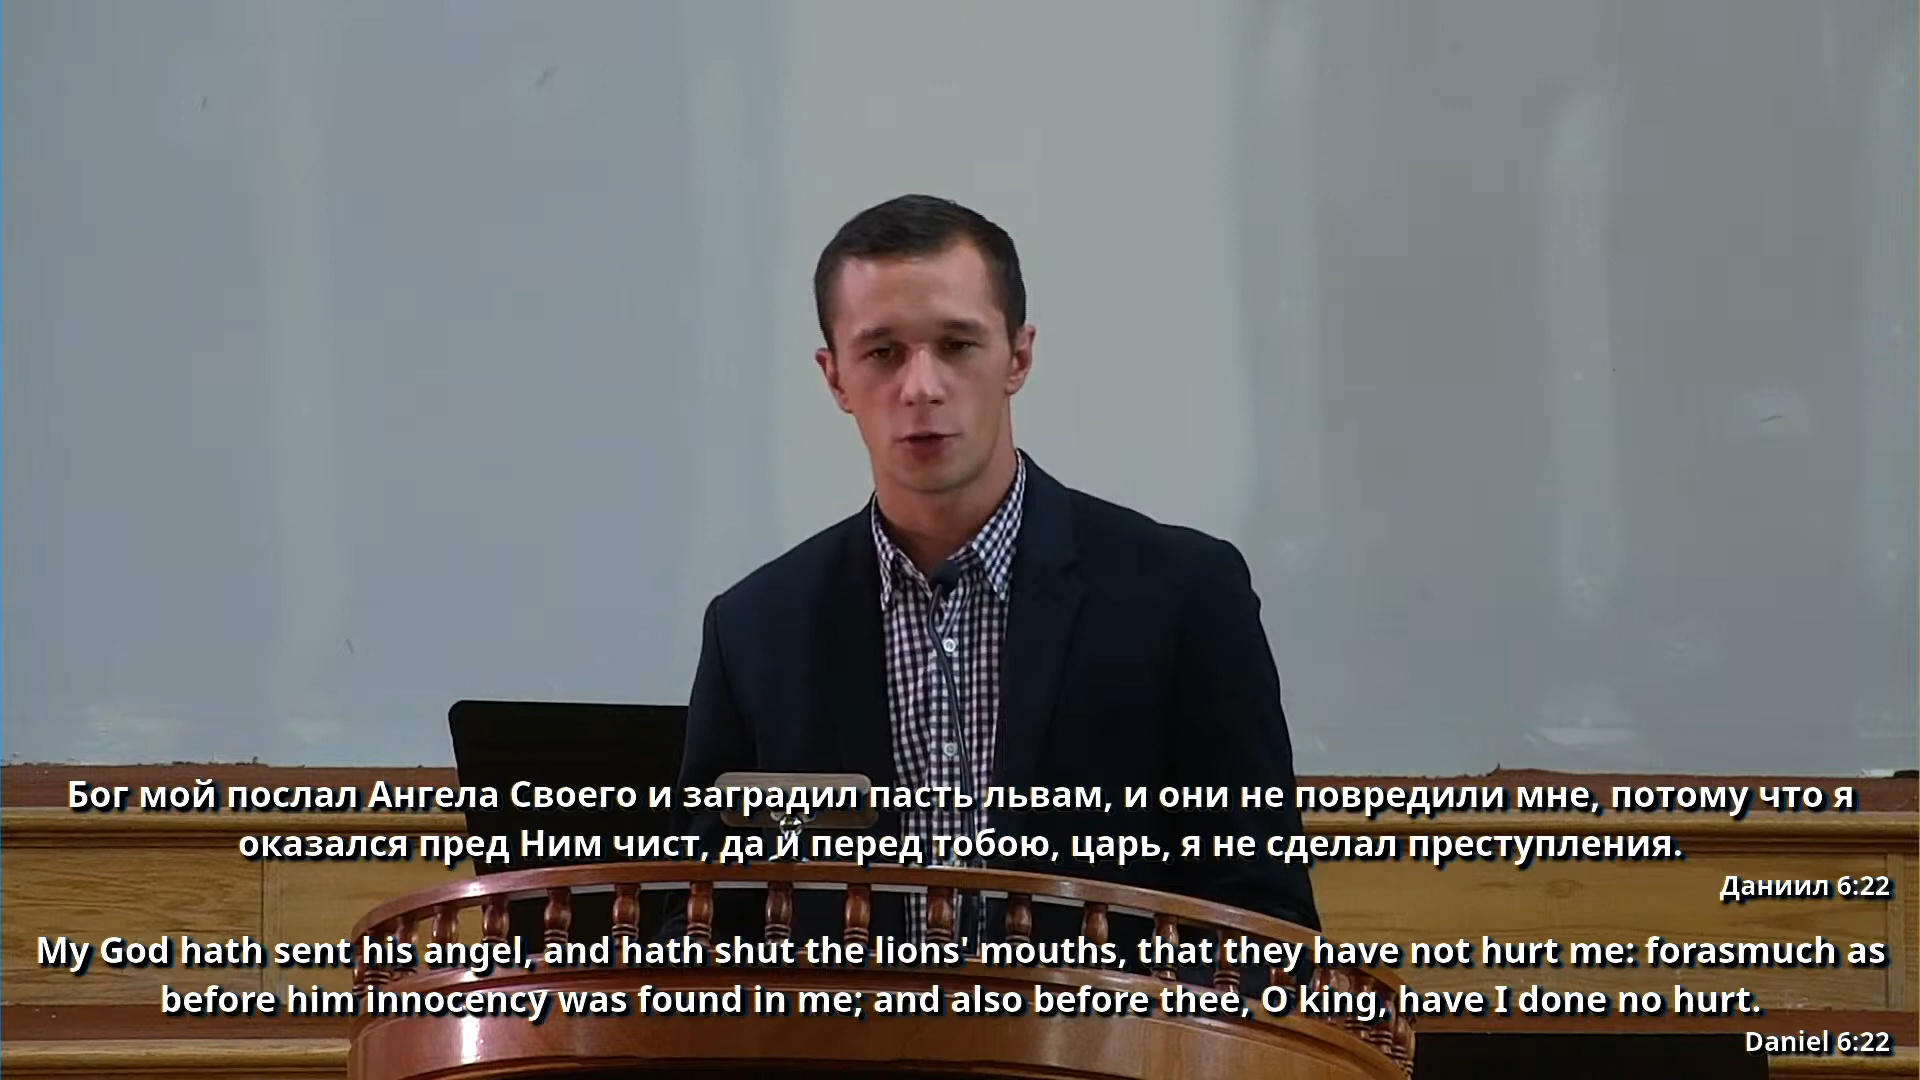 Бог мой послал Ангела Своего и заградил пасть львам, и они не повредили мне, потому что я
оказался пред Ним чист, да и перед тобою, царь, я не сделал преступления.
Даниил 6:22
My God hath sent his angel, and hath shut the lions' mouths, that they have not hurt me: forasmuch as
before him innocency was found in me; and also before thee, O king, have I done no hurt.
Daniel 6:22